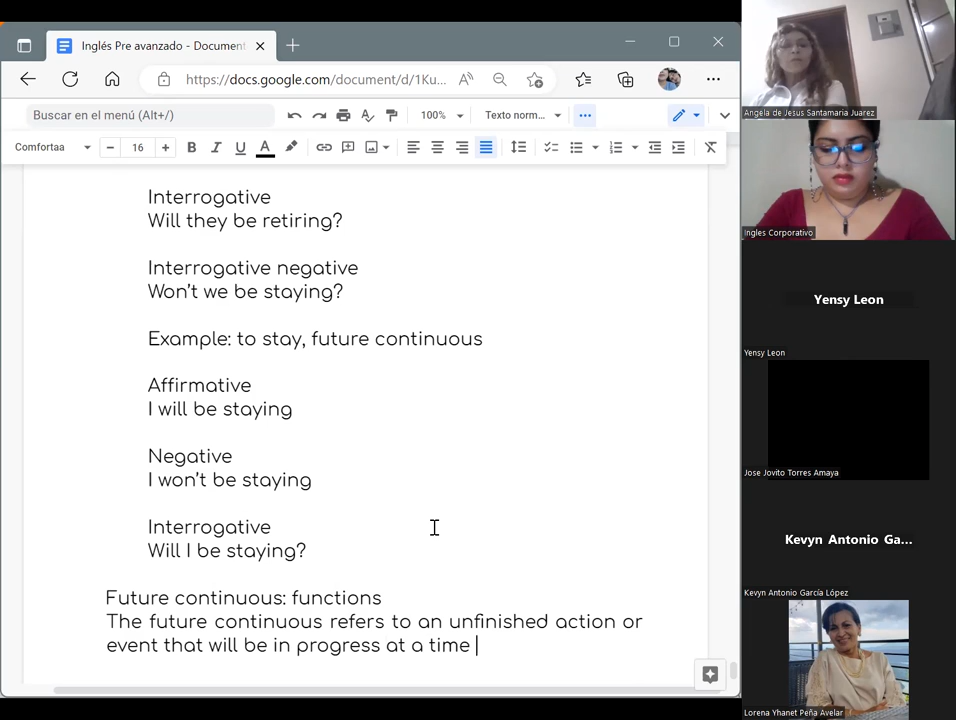 Inglés Pre avanzado - Document
https://docs.google.com/document/d/1Ku...
Buscar en el menú (Alt+/)
100%
Texto norm...
Comfortaa
16
Interrogative
Will they be retiring?
Interrogative negative
Won't we be staying?
Example: to stay, future continuous
Affirmative
I will be staying
Negative
I won't be staying
Interrogative
Will I be staying?
Future continuous: functions
The future continuous refers to an unfinished action or
event that will be in progress at a time
Angela de Jesus Santamaria Juarez
Ingles Corporativo
Yensy Leon
Yensy Leon
Jose Jovito Torres Amaya
Kevyn Antonio Ga...
Kevyn Antonio García López
Lorena Yhanet Peña Avelar